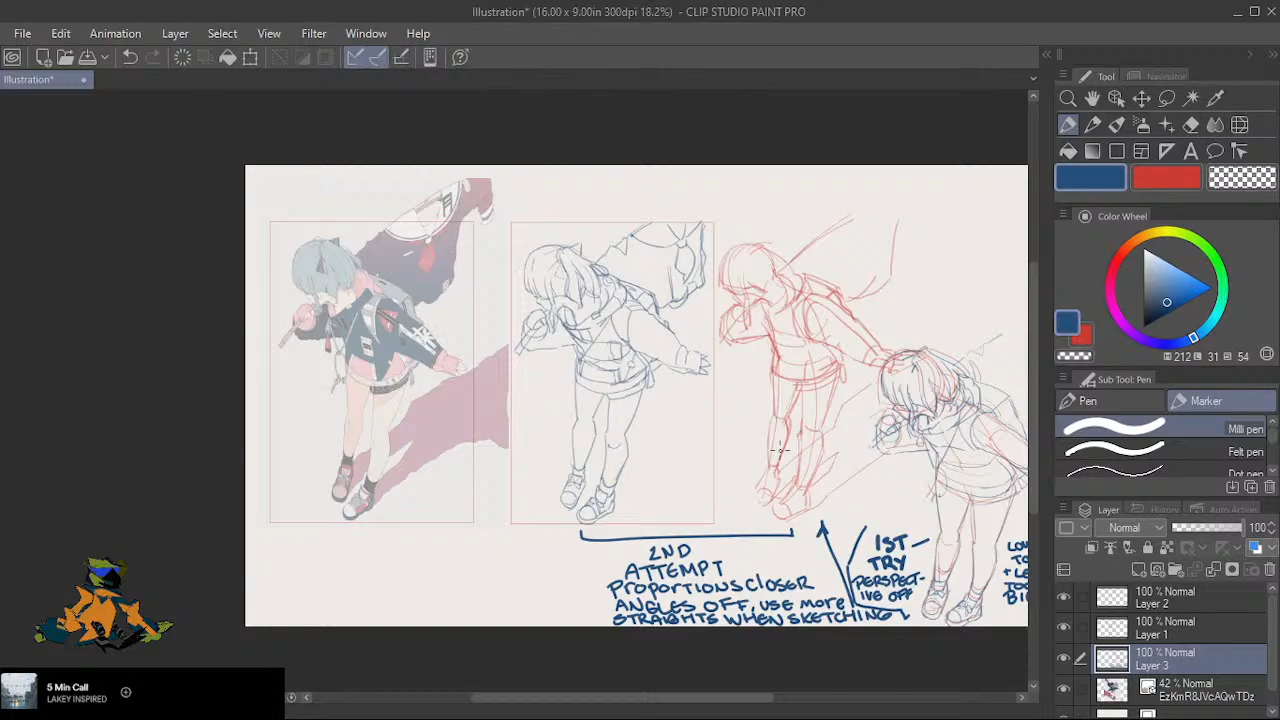 Illustration* (16.00 x 9.00in 300dpi 18.2%) - CLIP STUDIO PAINT PRO
File Edit Animation Layer Select View Filter Window Help
Illustration*
Tool Navigator
Color Wheel
212 31 54
Sub Tool: Pen
Pen Marker
Milli pen
Felt pen
Dot pen
Layer History Auto Action
Normal 100
100 % Normal
Layer 2
100 % Normal
Layer 1
100 % Normal
Layer 3
42 % Normal
EzKmR8JVcAQwTDz
2ND
ATTEMPT
PROPORTIONS CLOSER
ANGLES OFF, USE MORE
STRAIGHTS WHEN SKETCHING
1ST
TRY
PERSPECT-
IVE OFF
5 Min Call
LAKEY INSPIRED